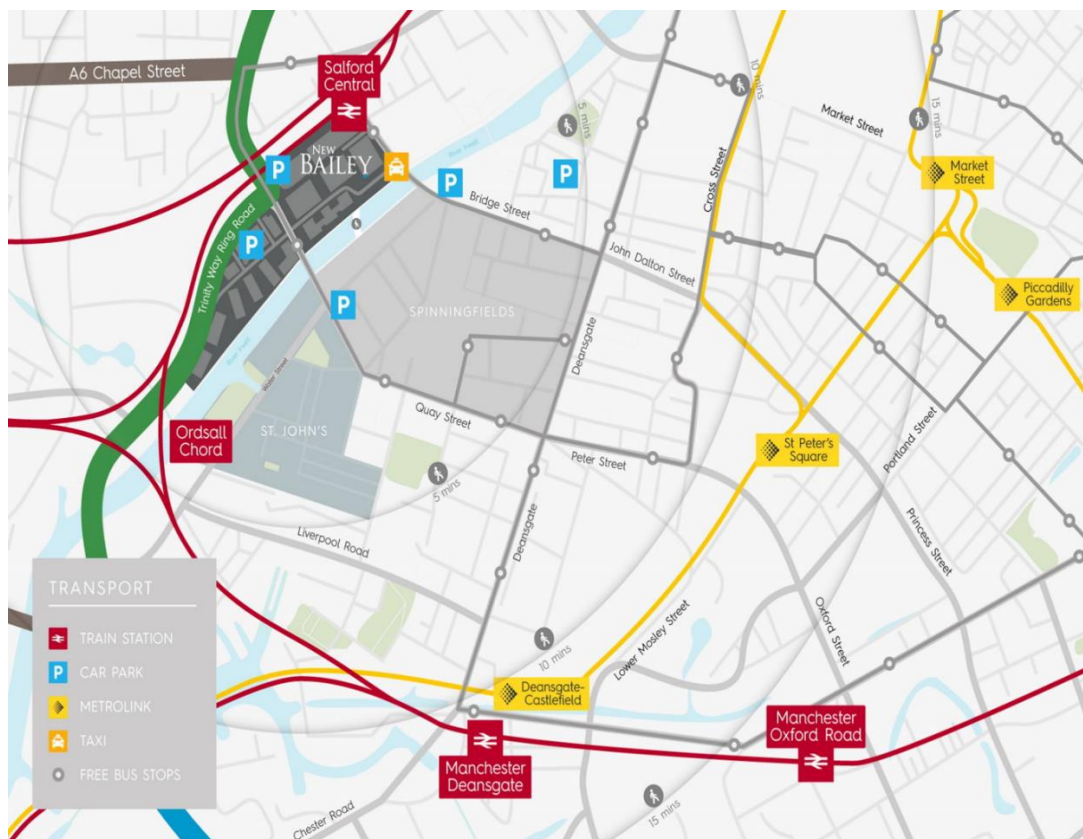 A6 Chapel Street
Salford
Central
NEW
BAILEY
P
P
P
P
P
River Irwell
Bridge Street
5 mins
10 mins
15 mins
Market Street
Market
Street
Cross Street
John Dalton Street
Piccadilly
Gardens
Trinity Way Ring Road
SPINNINGFIELDS
Deansgate
River Irwell
Water Street
Quay Street
Ordsall
Chord
ST. JOHN'S
Peter Street
St Peter's
Square
Portland Street
Princess Street
5 mins
Liverpool Road
Deansgate
Oxford Street
Lower Mosley Street
10 mins
Deansgate-
Castlefield
Manchester
Oxford Road
Manchester
Deansgate
Chester Road
15 mins
TRANSPORT
TRAIN STATION
P CAR PARK
METROLINK
TAXI
FREE BUS STOPS